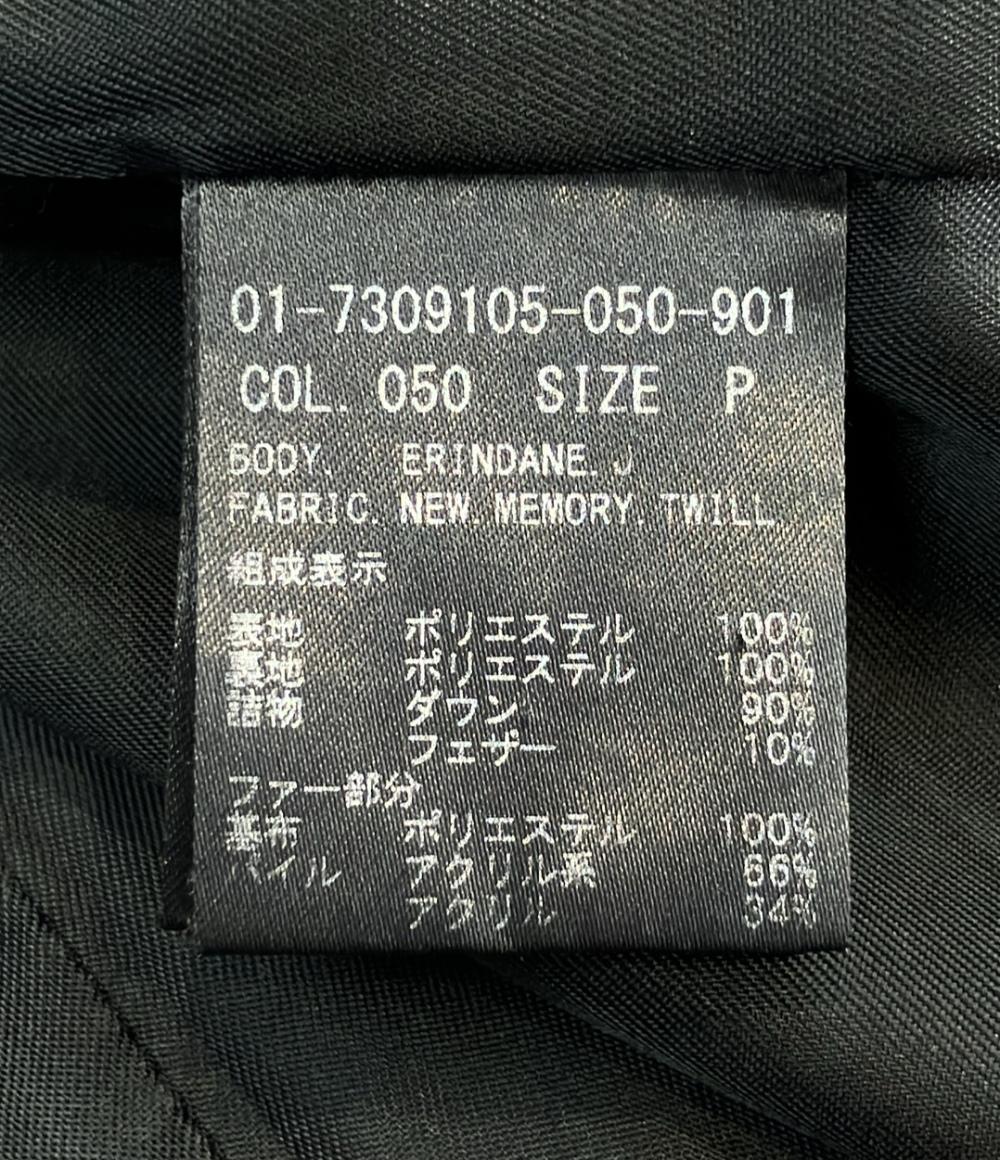 01-7309105-050-901
COL. 050 SIZE P
BODY. ERINDANE.J
FABRIC. NEW.MEMORY.TWILL
組成表示
表地 ポリエステル 100%
裏地 ポリエステル 100%
詰物 ダウン 90%
フェザー 10%
ファー部分
基布 ポリエステル 100%
パイル アクリル系 66%
アクリル 34%